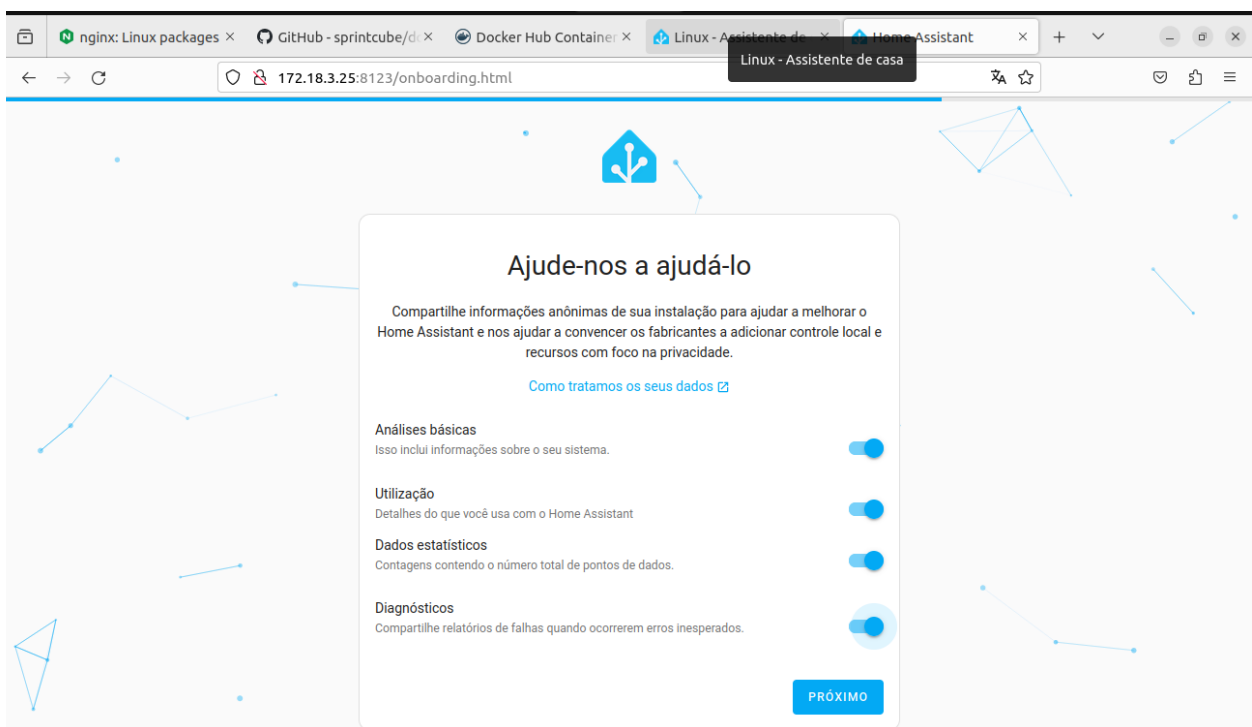 nginx: Linux packages
GitHub - sprintcube/do
Docker Hub Container
Linux - Assistente de
Home Assistant
Linux - Assistente de casa
172.18.3.25:8123/onboarding.html
Ajude-nos a ajudá-lo
Compartilhe informações anônimas de sua instalação para ajudar a melhorar o
Home Assistant e nos ajudar a convencer os fabricantes a adicionar controle local e
recursos com foco na privacidade.
Como tratamos os seus dados
Análises básicas
Isso inclui informações sobre o seu sistema.
Utilização
Detalhes do que você usa com o Home Assistant
Dados estatísticos
Contagens contendo o número total de pontos de dados.
Diagnósticos
Compartilhe relatórios de falhas quando ocorrerem erros inesperados.
PRÓXIMO